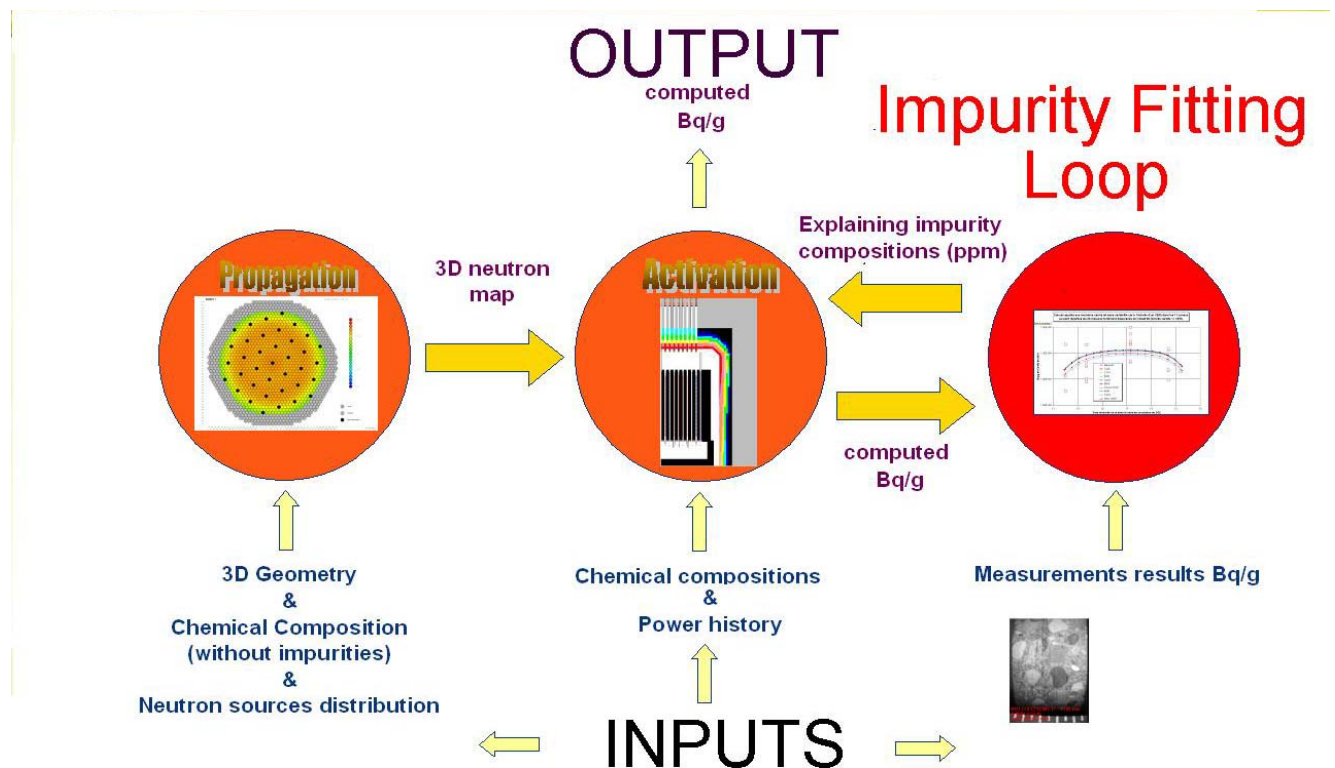 OUTPUT
computed
Bq/g
Impurity Fitting
Loop
Explaining impurity
compositions (ppm)
Propagation
3D neutron
map
Activation
computed
Bq/g
3D Geometry
&
Chemical Composition
(without impurities)
&
Neutron sources distribution
Chemical compositions
&
Power history
Measurements results Bq/g
INPUTS